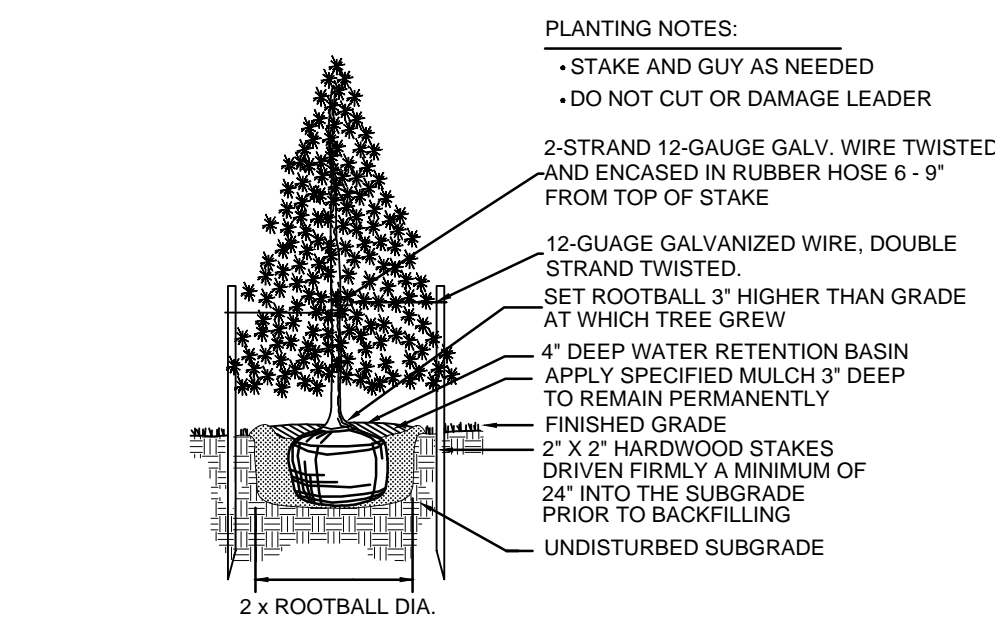 PLANTING NOTES:
• STAKE AND GUY AS NEEDED
• DO NOT CUT OR DAMAGE LEADER
2-STRAND 12-GAUGE GALV. WIRE TWISTED
AND ENCASED IN RUBBER HOSE 6 - 9"
FROM TOP OF STAKE
12-GUAGE GALVANIZED WIRE, DOUBLE
STRAND TWISTED.
SET ROOTBALL 3" HIGHER THAN GRADE
AT WHICH TREE GREW
4" DEEP WATER RETENTION BASIN
APPLY SPECIFIED MULCH 3" DEEP
TO REMAIN PERMANENTLY
FINISHED GRADE
2" X 2" HARDWOOD STAKES
DRIVEN FIRMLY A MINIMUM OF
24" INTO THE SUBGRADE
PRIOR TO BACKFILLING
UNDISTURBED SUBGRADE
2 x ROOTBALL DIA.